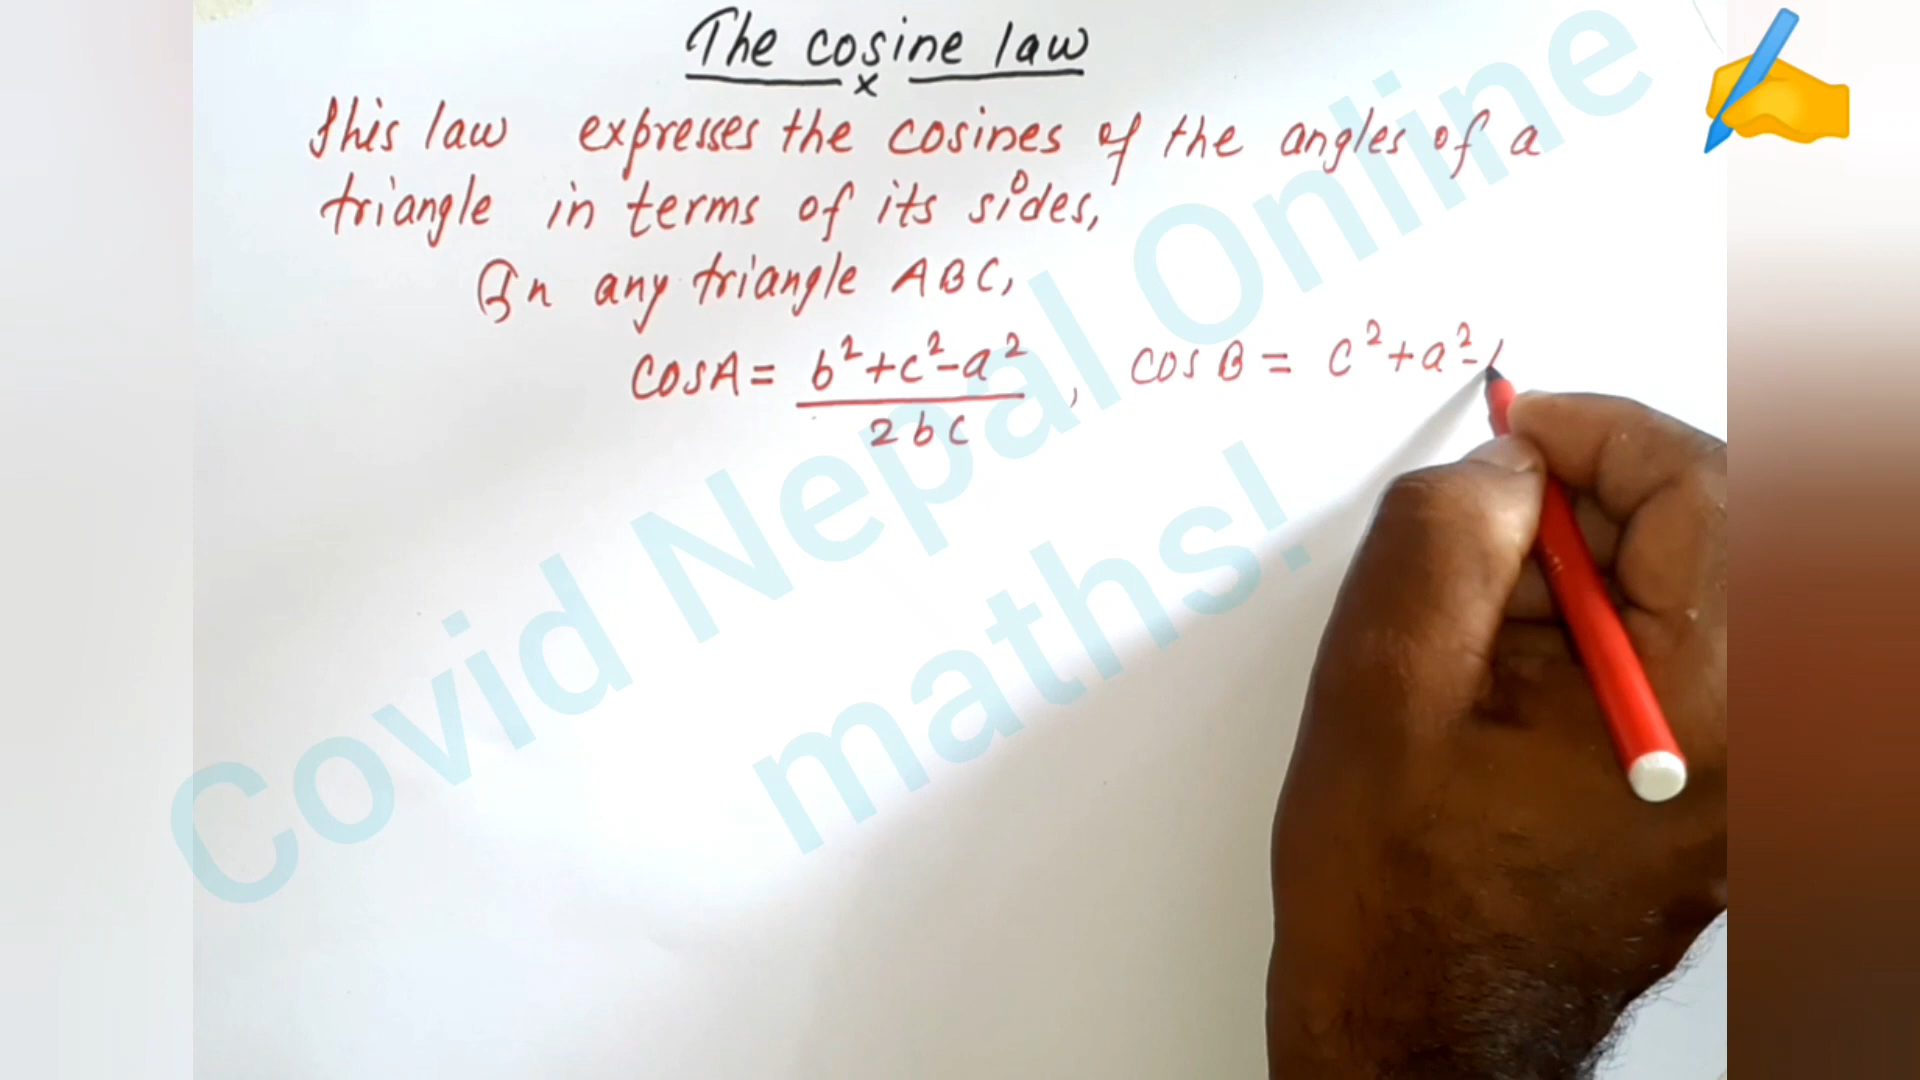 The cosine law
x
This law expresses the cosines of the angles of a
triangle in terms of its sides,
In any triangle ABC,
cosA = b²+c²-a² / 2bc , cos B = c²+a²-
Covid Nepal Online
maths!